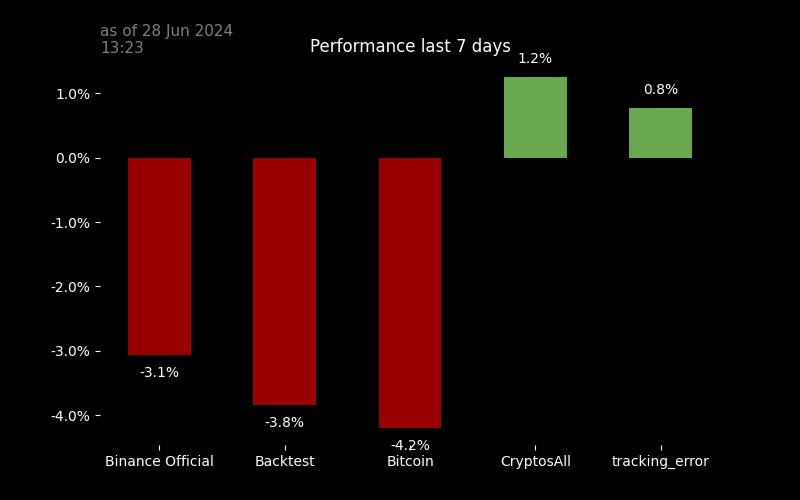 as of 28 Jun 2024
13:23
Performance last 7 days
1.2%
0.8%
1.0%
0.0%
-1.0%
-2.0%
-3.0%
-4.0%
-3.1%
-3.8%
-4.2%
Binance Official
Backtest
Bitcoin
CryptosAll
tracking_error